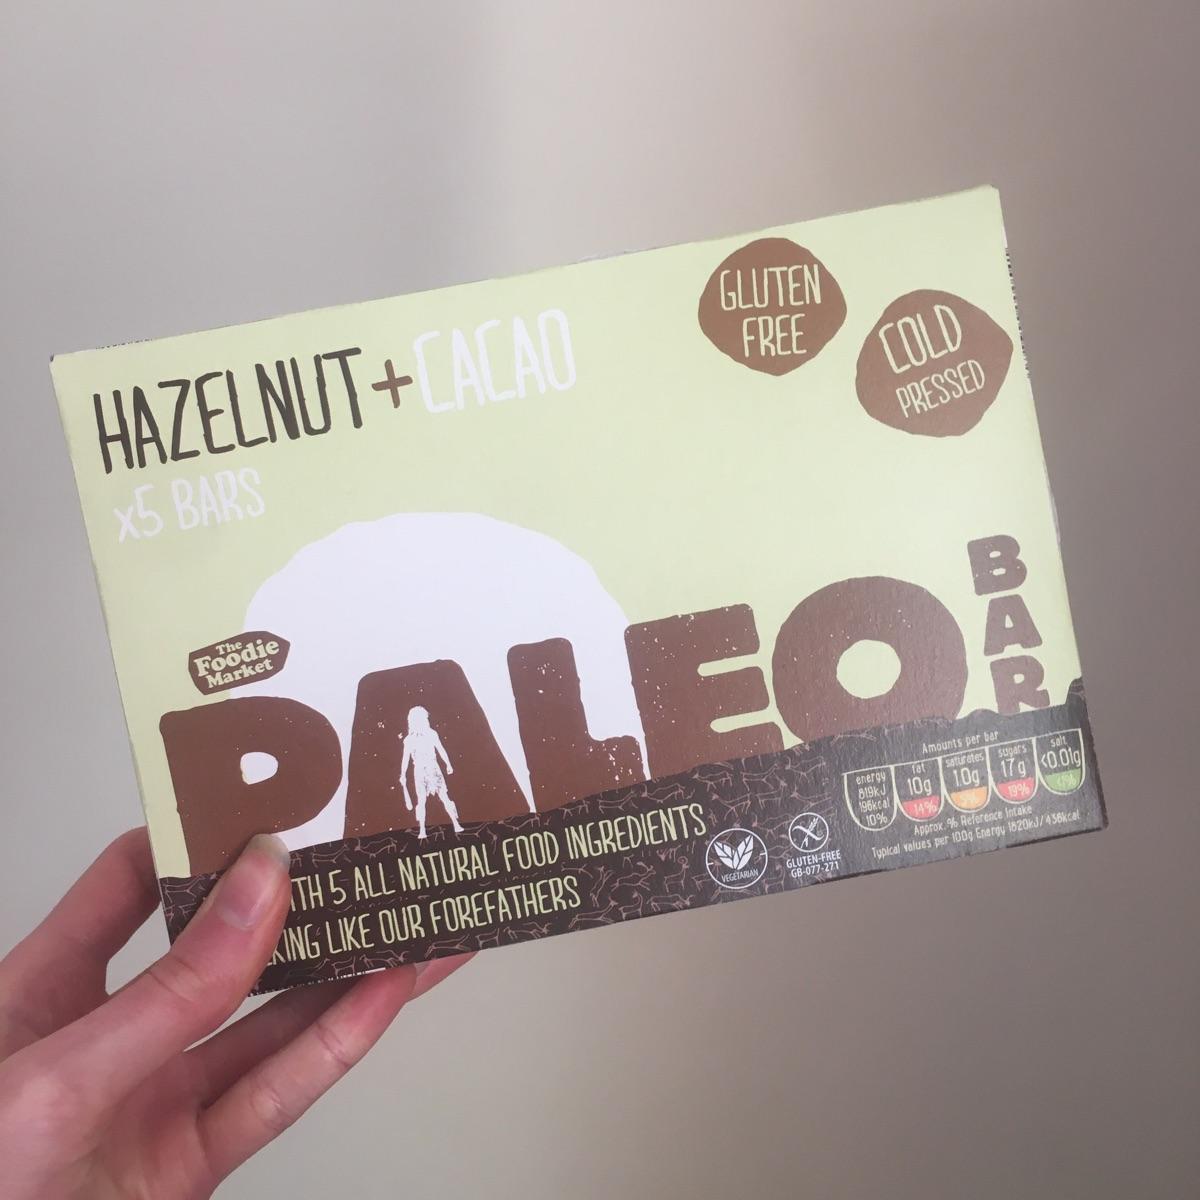 GLUTEN
FREE
COLD
PRESSED
HAZELNUT + CACAO
x5 BARS
The
Foodie
Market
PALEO
BAR
5 ALL NATURAL FOOD INGREDIENTS
LIKE OUR FOREFATHERS
VEGETARIAN
GLUTEN-FREE
GB-077-271
Amounts per bar
energy
819kJ
196kcal
10%
fat
10g
14%
saturates
1.0g
5%
sugars
17g
19%
salt
<0.01g
<1%
Approx.% Reference Intake
Typical values per 100g Energy 1820kJ/436kcal